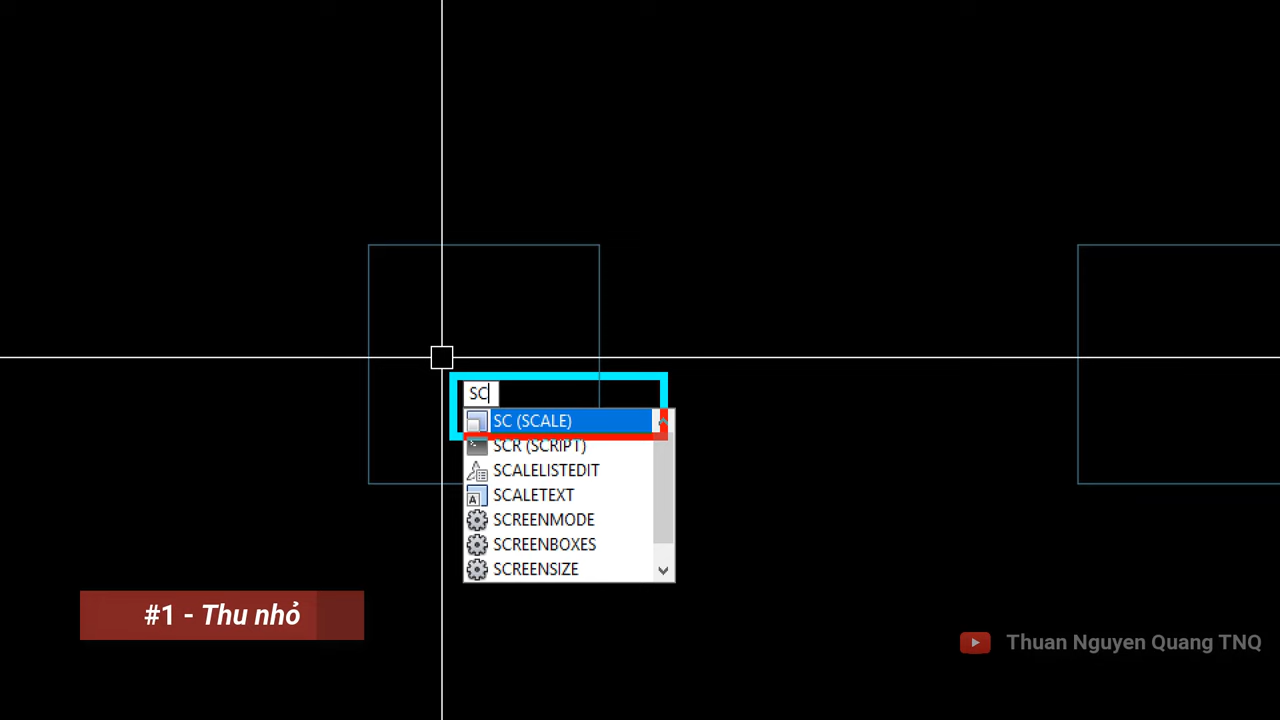 SC
SC (SCALE)
SCR (SCRIPT)
SCALELISTEDIT
SCALETEXT
SCREENMODE
SCREENBOXES
SCREENSIZE
#1 - Thu nhỏ
Thuan Nguyen Quang TNQ